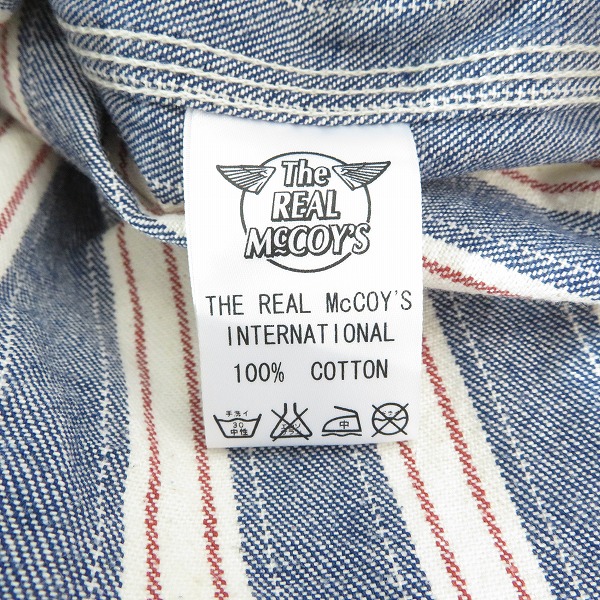 The
REAL
McCOY'S
THE REAL McCOY'S
INTERNATIONAL
100% COTTON
手洗イ
30
中性
中